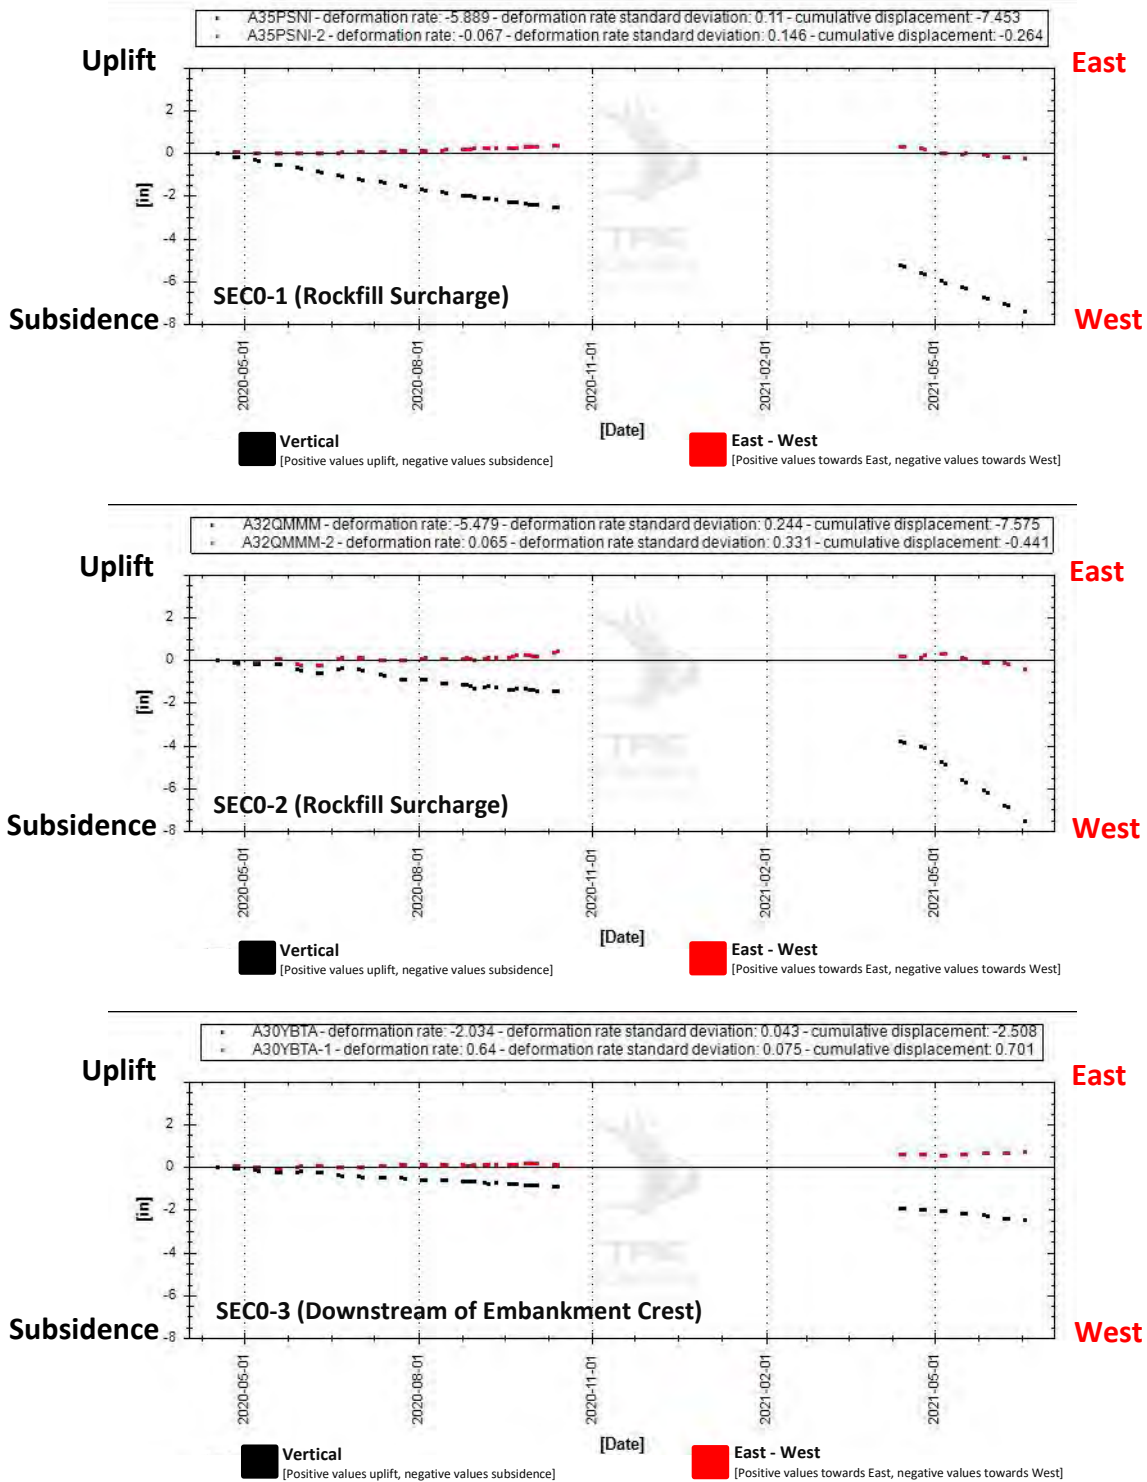 A35PSNI - deformation rate: -5.889 - deformation rate standard deviation: 0.11 - cumulative displacement: -7.453
A35PSNI-2 - deformation rate: -0.067 - deformation rate standard deviation: 0.146 - cumulative displacement: -0.264
Uplift
East
2
0
-2
-4
-6
-8
[in]
TRE
SEC0-1 (Rockfill Surcharge)
Subsidence
West
2020-05-01
2020-08-01
2020-11-01
2021-02-01
2021-05-01
[Date]
Vertical
[Positive values uplift, negative values subsidence]
East - West
[Positive values towards East, negative values towards West]
A32QMMM - deformation rate: -5.479 - deformation rate standard deviation: 0.244 - cumulative displacement: -7.575
A32QMMM-2 - deformation rate: 0.065 - deformation rate standard deviation: 0.331 - cumulative displacement: -0.441
Uplift
East
2
0
-2
-4
-6
-8
[in]
TRE
SEC0-2 (Rockfill Surcharge)
Subsidence
West
2020-05-01
2020-08-01
2020-11-01
2021-02-01
2021-05-01
[Date]
Vertical
[Positive values uplift, negative values subsidence]
East - West
[Positive values towards East, negative values towards West]
A30YBTA - deformation rate: -2.034 - deformation rate standard deviation: 0.043 - cumulative displacement: -2.508
A30YBTA-1 - deformation rate: 0.64 - deformation rate standard deviation: 0.075 - cumulative displacement: 0.701
Uplift
East
2
0
-2
-4
-6
-8
[in]
TRE
SEC0-3 (Downstream of Embankment Crest)
Subsidence
West
2020-05-01
2020-08-01
2020-11-01
2021-02-01
2021-05-01
[Date]
Vertical
[Positive values uplift, negative values subsidence]
East - West
[Positive values towards East, negative values towards West]